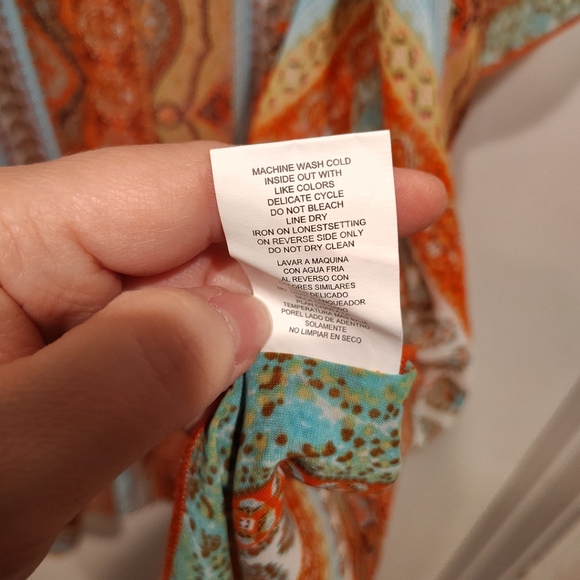 MACHINE WASH COLD
INSIDE OUT WITH
LIKE COLORS
DELICATE CYCLE
DO NOT BLEACH
LINE DRY
IRON ON LONESTSETTING
ON REVERSE SIDE ONLY
DO NOT DRY CLEAN
LAVAR A MAQUINA
CON AGUA FRIA
AL REVERSO CON
SIMILARES
DELICADO
TEMPERATURA
POREL LADO DE ADENTRO
SOLAMENTE
NO LIMPIAR EN SECO